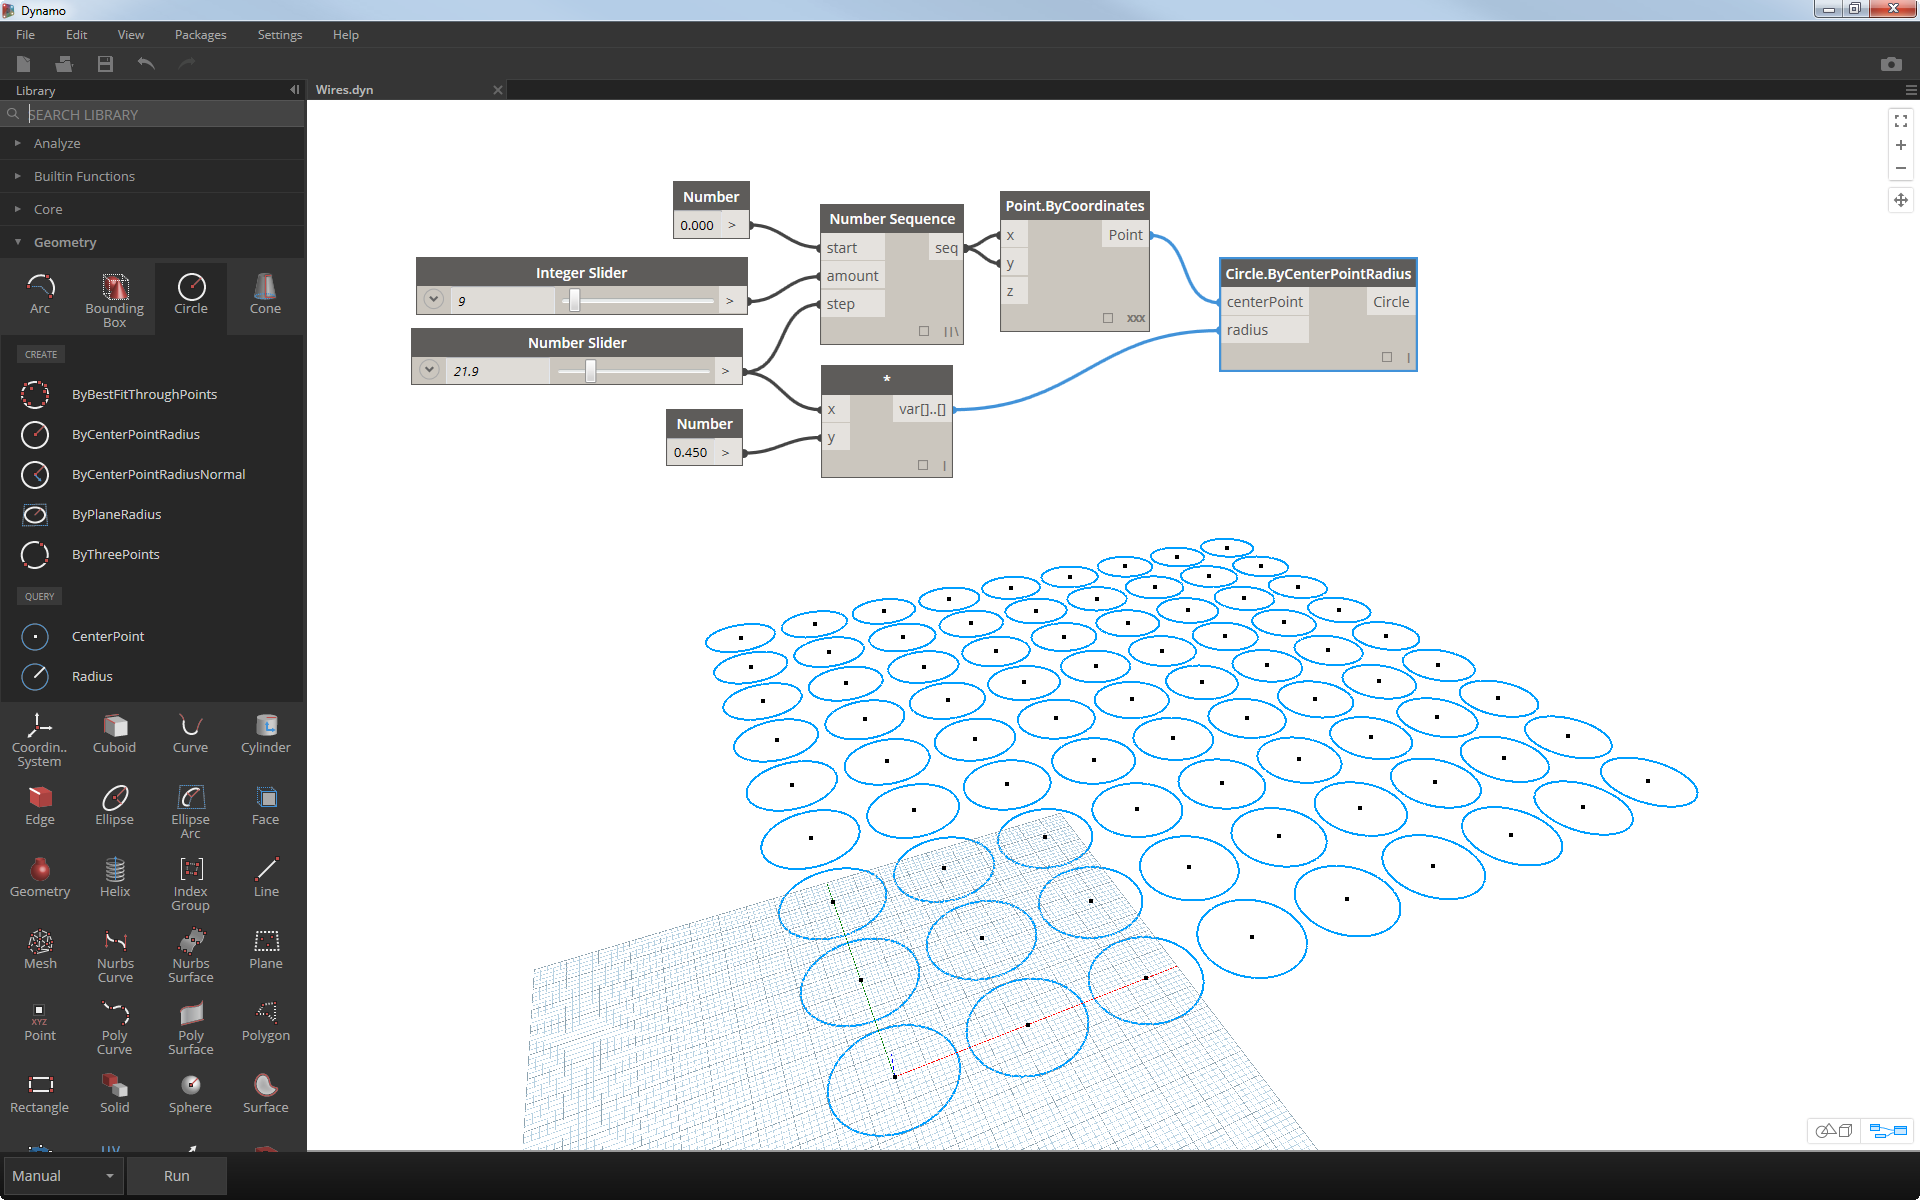 Dynamo
File Edit View Packages Settings Help
Library
Wires.dyn
SEARCH LIBRARY
Analyze
Builtin Functions
Core
Geometry
Arc
Bounding Box
Circle
Cone
CREATE
ByBestFitThroughPoints
ByCenterPointRadius
ByCenterPointRadiusNormal
ByPlaneRadius
ByThreePoints
QUERY
CenterPoint
Radius
Coordin.. System
Cuboid
Curve
Cylinder
Edge
Ellipse
Ellipse Arc
Face
Geometry
Helix
Index Group
Line
Mesh
Nurbs Curve
Nurbs Surface
Plane
XYZ
Point
Poly Curve
Poly Surface
Polygon
Rectangle
Solid
Sphere
Surface
Manual
Run
Number
0.000 >
Integer Slider
9 >
Number Slider
21.9 >
Number
0.450 >
Number Sequence
start seq
amount
step
| | \
*
x var[]..[]
y
|
Point.ByCoordinates
x Point
y
z
xxx
Circle.ByCenterPointRadius
centerPoint Circle
radius
|